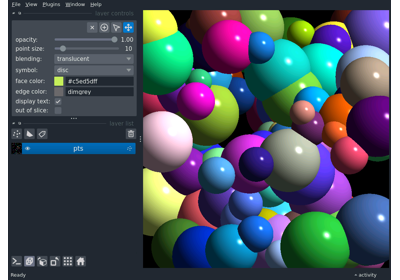 File View Plugins Window Help
layer controls
opacity: 1.00
point size: 10
blending: translucent
symbol: disc
face color: #c5ed5dff
edge color: dimgrey
display text:
out of slice:
layer list
pts
Ready
activity